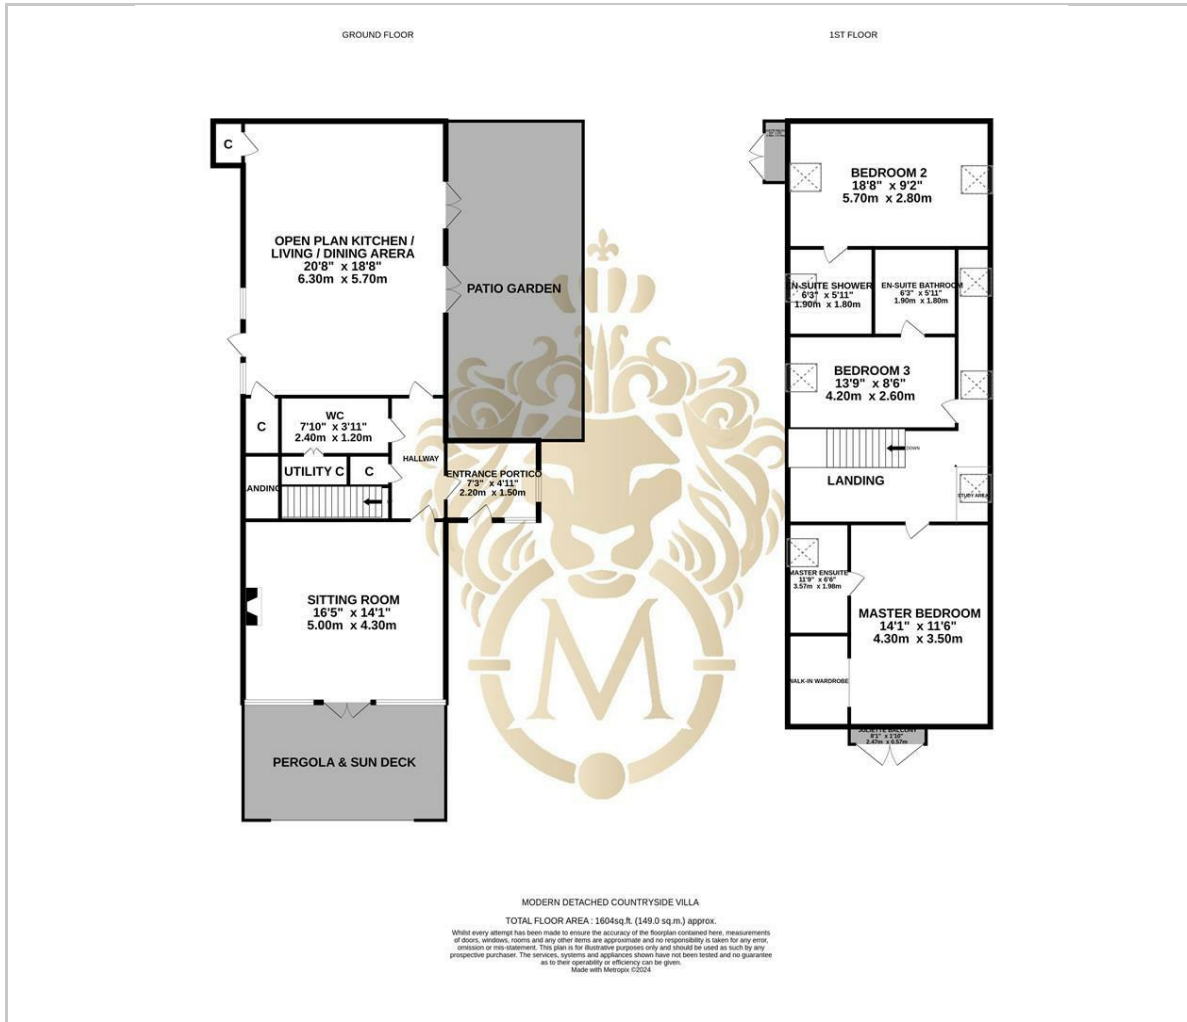 GROUND FLOOR
1ST FLOOR
C
OPEN PLAN KITCHEN /
LIVING / DINING ARERA
20'8" x 18'8"
6.30m x 5.70m
PATIO GARDEN
C
WC
7'10" x 3'11"
2.40m x 1.20m
HALLWAY
UTILITY C
C
ANDING
ENTRANCE PORTICO
7'3" x 4'11"
2.20m x 1.50m
SITTING ROOM
16'5" x 14'1"
5.00m x 4.30m
PERGOLA & SUN DECK
M
BEDROOM 2
18'8" x 9'2"
5.70m x 2.80m
EN-SUITE SHOWER
6'3" x 5'11"
1.90m x 1.80m
EN-SUITE BATHROOM
6'3" x 5'11"
1.90m x 1.80m
BEDROOM 3
13'9" x 8'6"
4.20m x 2.60m
DOWN
LANDING
STUDY AREA
MASTER ENSUITE
11'9" x 6'6"
3.57m x 1.98m
MASTER BEDROOM
14'1" x 11'6"
4.30m x 3.50m
WALK-IN WARDROBE
JULIETTE BALCONY
8'1" x 1'10"
2.47m x 0.57m
MODERN DETACHED COUNTRYSIDE VILLA
TOTAL FLOOR AREA : 1604sq.ft. (149.0 sq.m.) approx.
Whilst every attempt has been made to ensure the accuracy of the floorplan contained here, measurements
of doors, windows, rooms and any other items are approximate and no responsibility is taken for any error,
omission or mis-statement. This plan is for illustrative purposes only and should be used as such by any
prospective purchaser. The services, systems and appliances shown have not been tested and no guarantee
as to their operability or efficiency can be given.
Made with Metropix ©2024